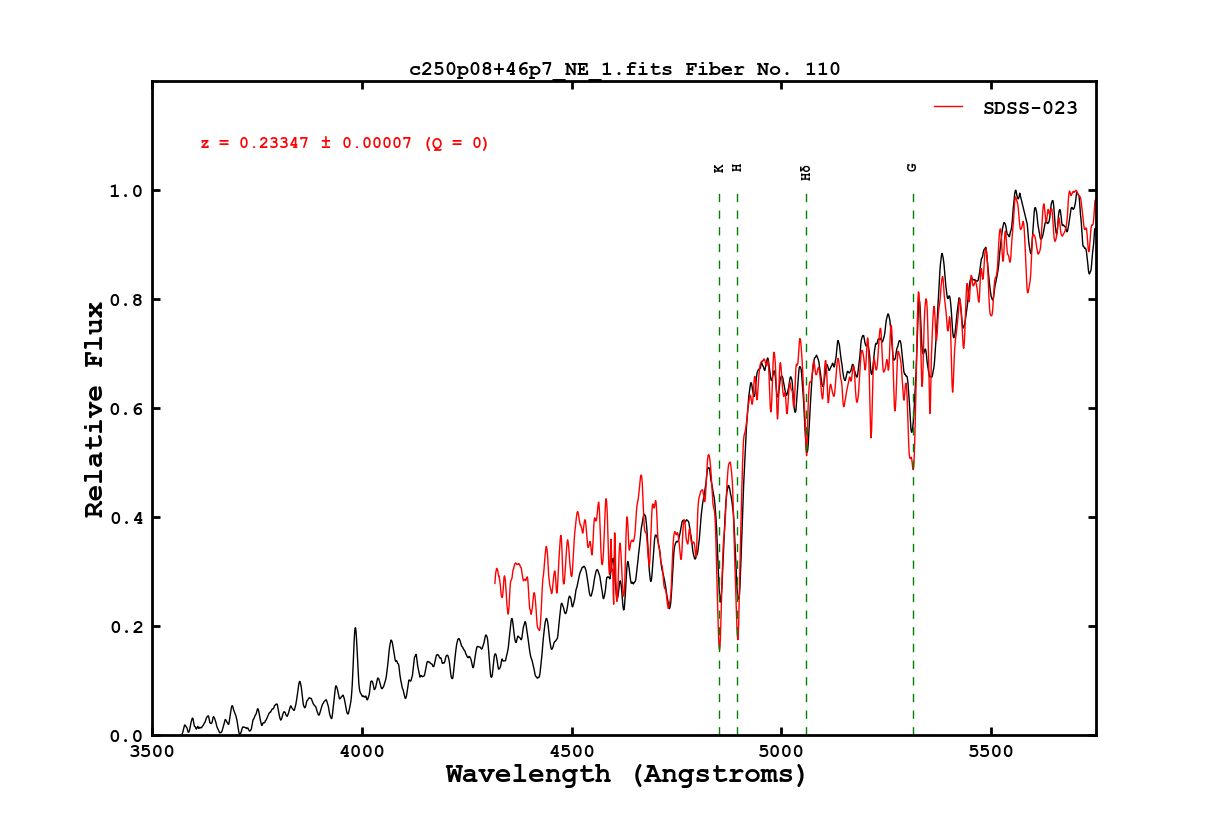 c250p08+46p7_NE_1.fits Fiber No. 110
SDSS-023
z = 0.23347 ± 0.00007 (Q = 0)
K
H
Hδ
G
1.0
0.8
0.6
0.4
0.2
0.0
Relative Flux
3500
4000
4500
5000
5500
Wavelength (Angstroms)